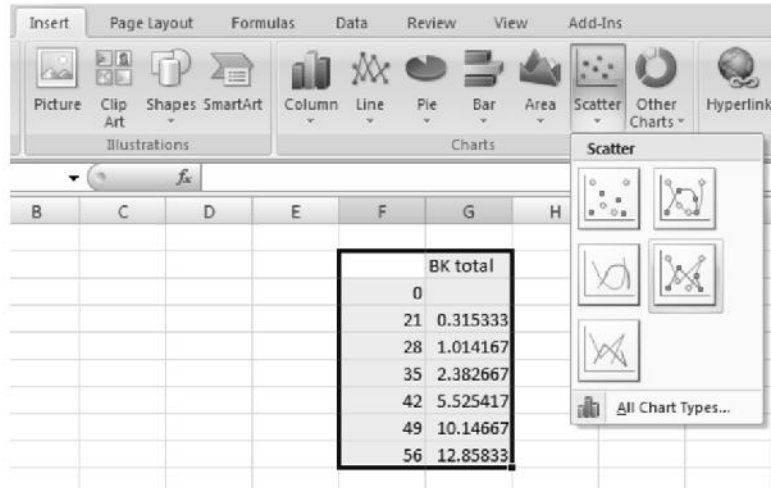 Insert Page Layout Formulas Data Review View Add-Ins
Picture Clip Art Shapes SmartArt Column Line Pie Bar Area Scatter Other Charts Hyperlink
Illustrations Charts
Scatter
fx
B C D E F G H
BK total
0
21 0.315333
28 1.014167
35 2.382667
42 5.525417
49 10.14667
56 12.85833
All Chart Types...